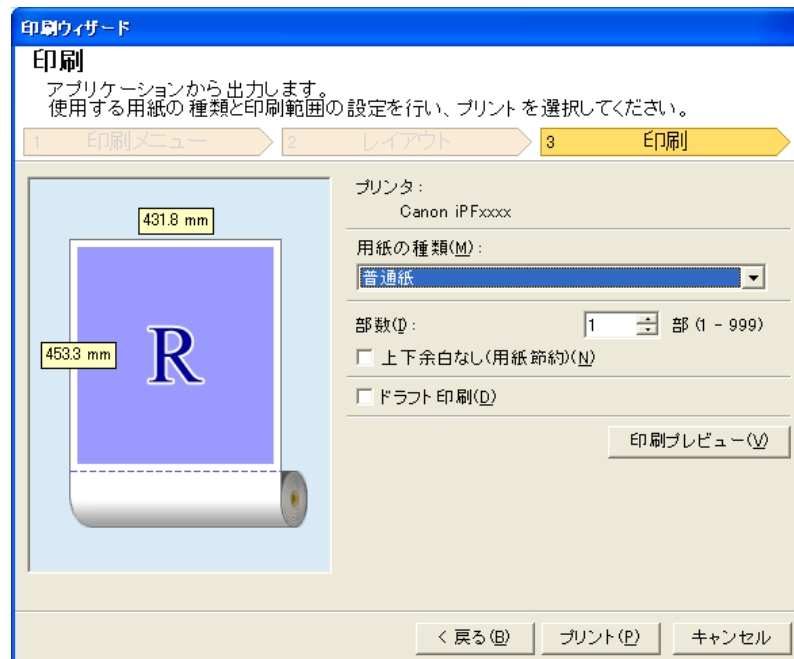 印刷ウィザード
印刷
アプリケーションから出力します。
使用する用紙の種類と印刷範囲の設定を行い、プリントを選択してください。
1 印刷メニュー 2 レイアウト 3 印刷
プリンタ:
Canon iPFxxxx
431.8 mm
用紙の種類(M):
普通紙
部数(I): 1 部 (1 - 999)
453.3 mm
R
上下余白なし(用紙節約)(N)
ドラフト印刷(D)
印刷プレビュー(V)
< 戻る(B) プリント(P) キャンセル